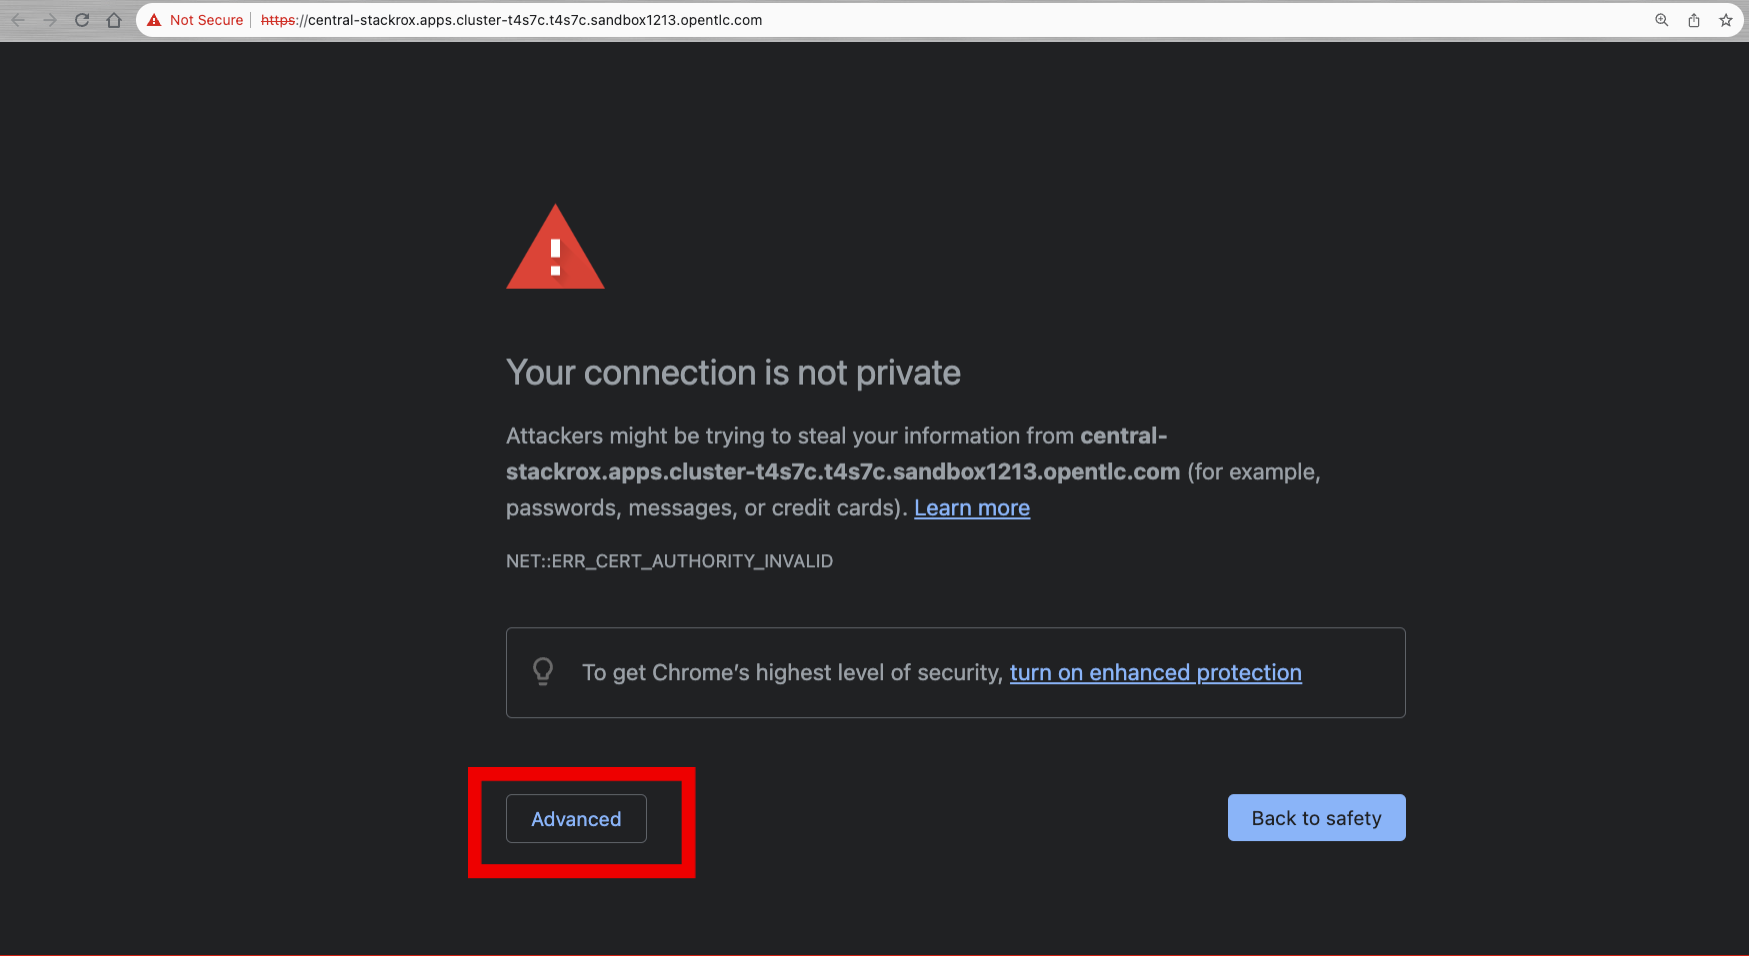 Not Secure https://central-stackrox.apps.cluster-t4s7c.t4s7c.sandbox1213.opentlc.com
Your connection is not private
Attackers might be trying to steal your information from central-
stackrox.apps.cluster-t4s7c.t4s7c.sandbox1213.opentlc.com (for example,
passwords, messages, or credit cards). Learn more
NET::ERR_CERT_AUTHORITY_INVALID
To get Chrome's highest level of security, turn on enhanced protection
Advanced
Back to safety